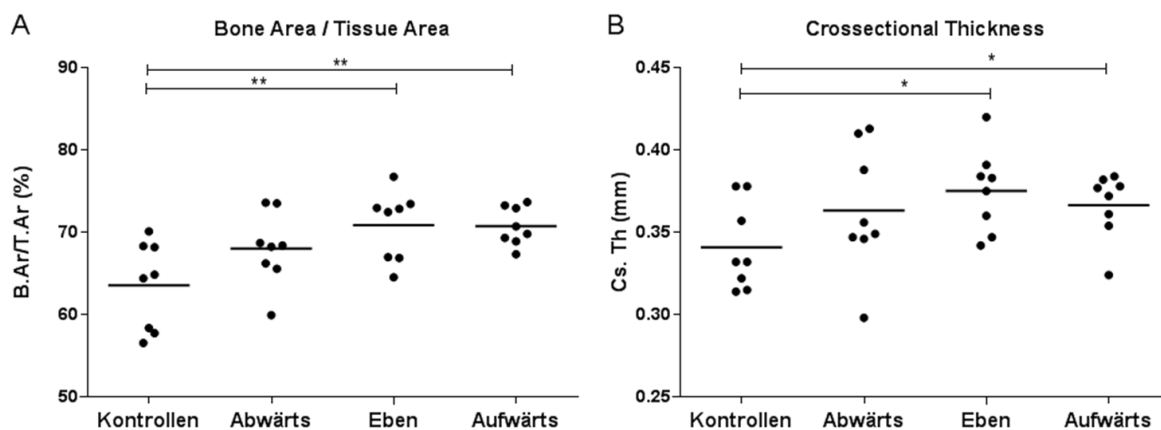 A
Bone Area / Tissue Area
90
80
70
60
50
B.Ar/T.Ar (%)
**
**
Kontrollen
Abwärts
Eben
Aufwärts
B
Crossectional Thickness
0.45
0.40
0.35
0.30
0.25
Cs. Th (mm)
*
*
Kontrollen
Abwärts
Eben
Aufwärts